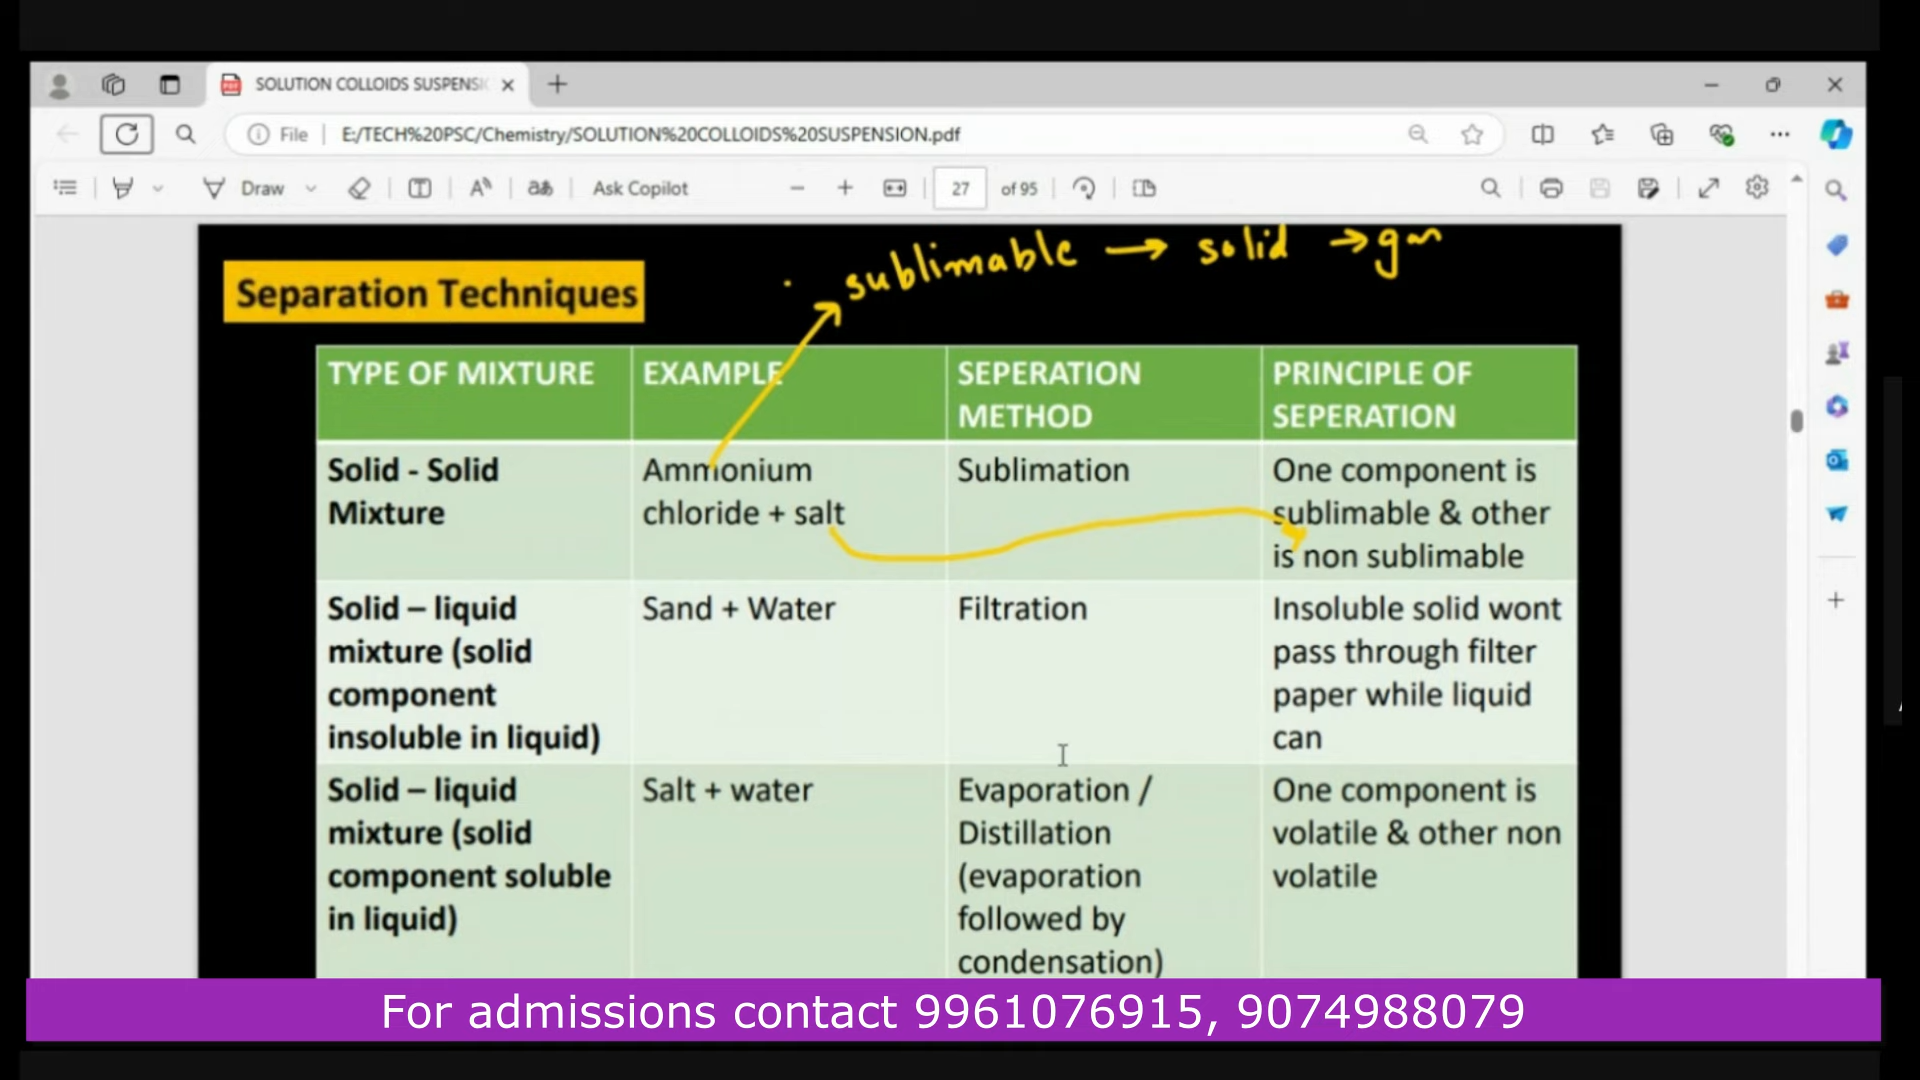 SOLUTION COLLOIDS SUSPENSI
File
E:/TECH%20PSC/Chemistry/SOLUTION%20COLLOIDS%20SUSPENSION.pdf
Draw
Ask Copilot
27 of 95
sublimable → solid → gas
Separation Techniques
TYPE OF MIXTURE EXAMPLE SEPERATION METHOD PRINCIPLE OF SEPERATION
Solid - Solid Mixture
Ammonium chloride + salt
Sublimation
One component is
sublimable & other
is non sublimable
Solid – liquid
mixture (solid
component
insoluble in liquid)
Sand + Water
Filtration
Insoluble solid wont
pass through filter
paper while liquid
can
Solid – liquid
mixture (solid
component soluble
in liquid)
Salt + water
Evaporation /
Distillation
(evaporation
followed by
condensation)
One component is
volatile & other non
volatile
For admissions contact 9961076915, 9074988079